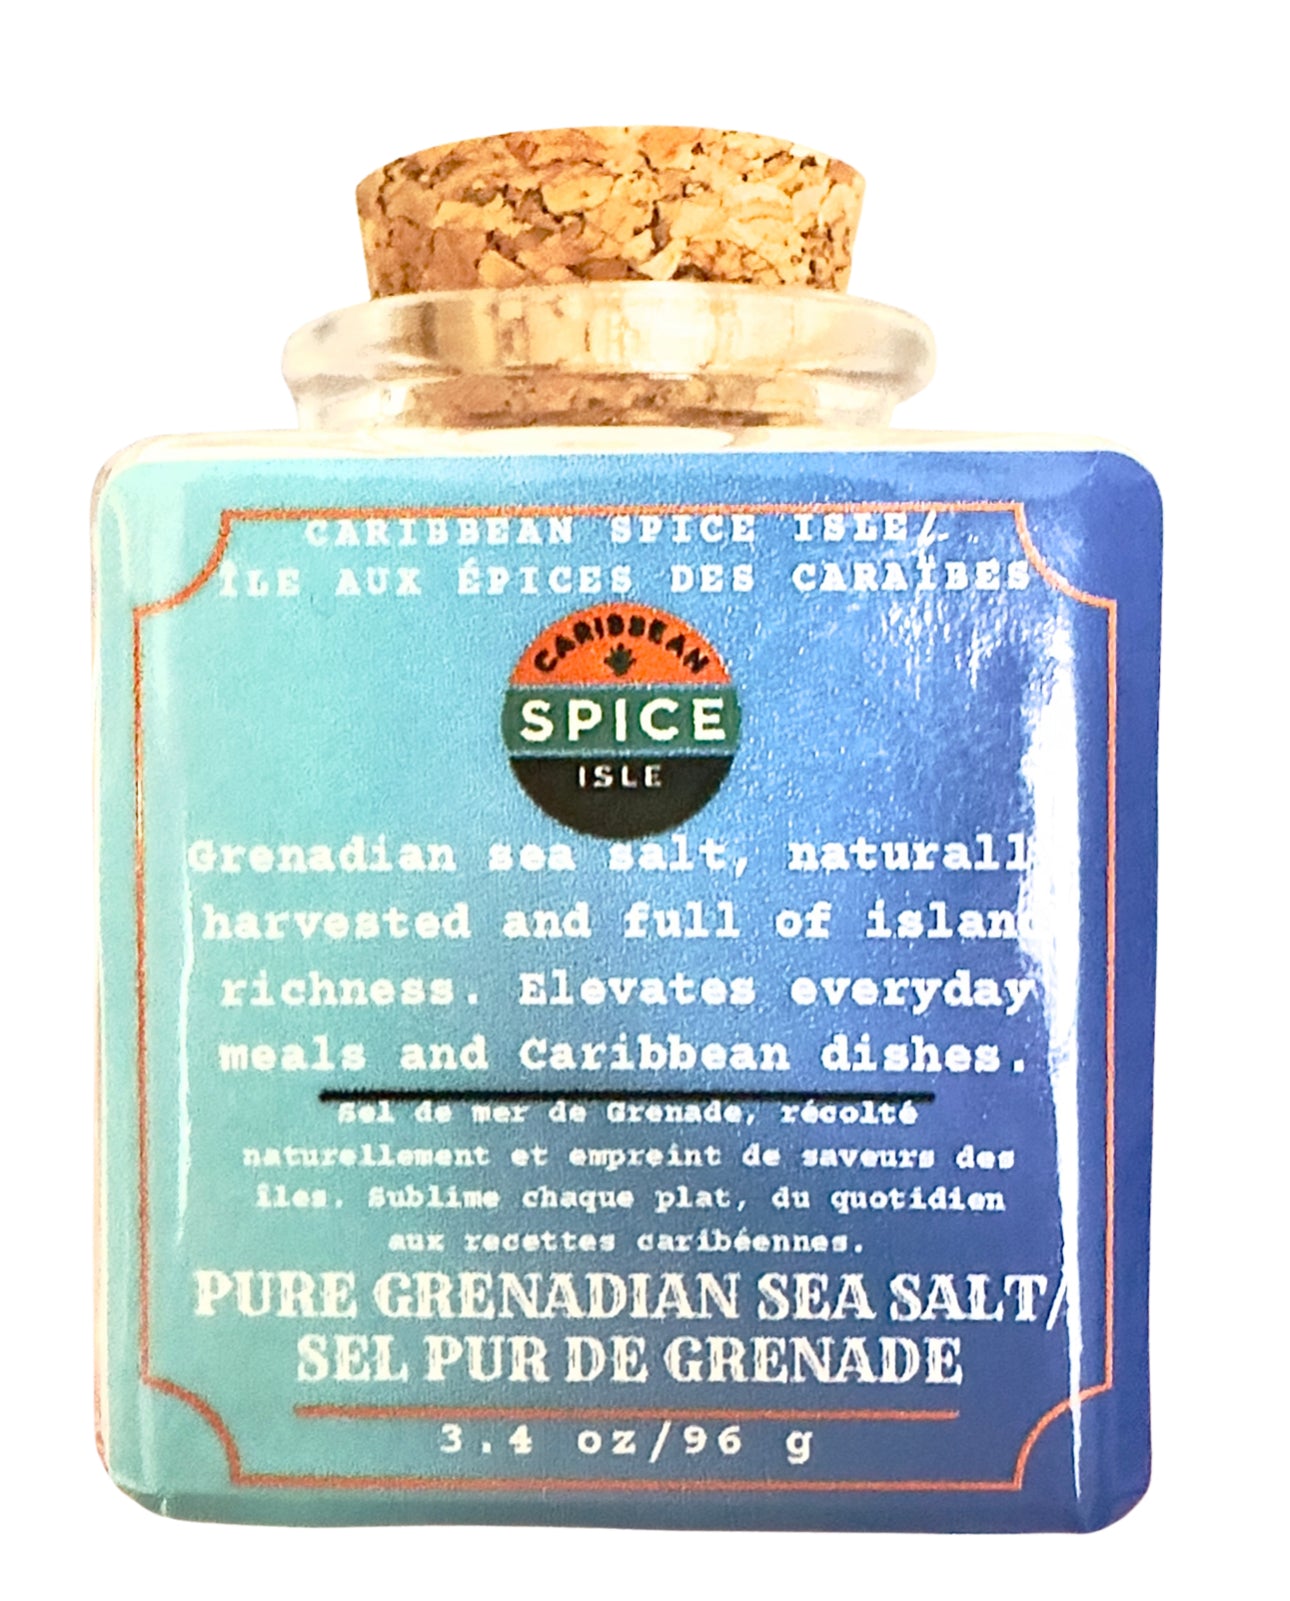 CARIBBEAN SPICE ISLE/
ÎLE AUX ÉPICES DES CARAÏBES
CARIBBEAN
SPICE
ISLE
Grenadian sea salt, naturall
harvested and full of island
richness. Elevates everyday
meals and Caribbean dishes.
Sel de mer de Grenade, récolté
naturellement et empreint de saveurs des
îles. Sublime chaque plat, du quotidien
aux recettes caribéennes.
PURE GRENADIAN SEA SALT/
SEL PUR DE GRENADE
3.4 oz/96 g